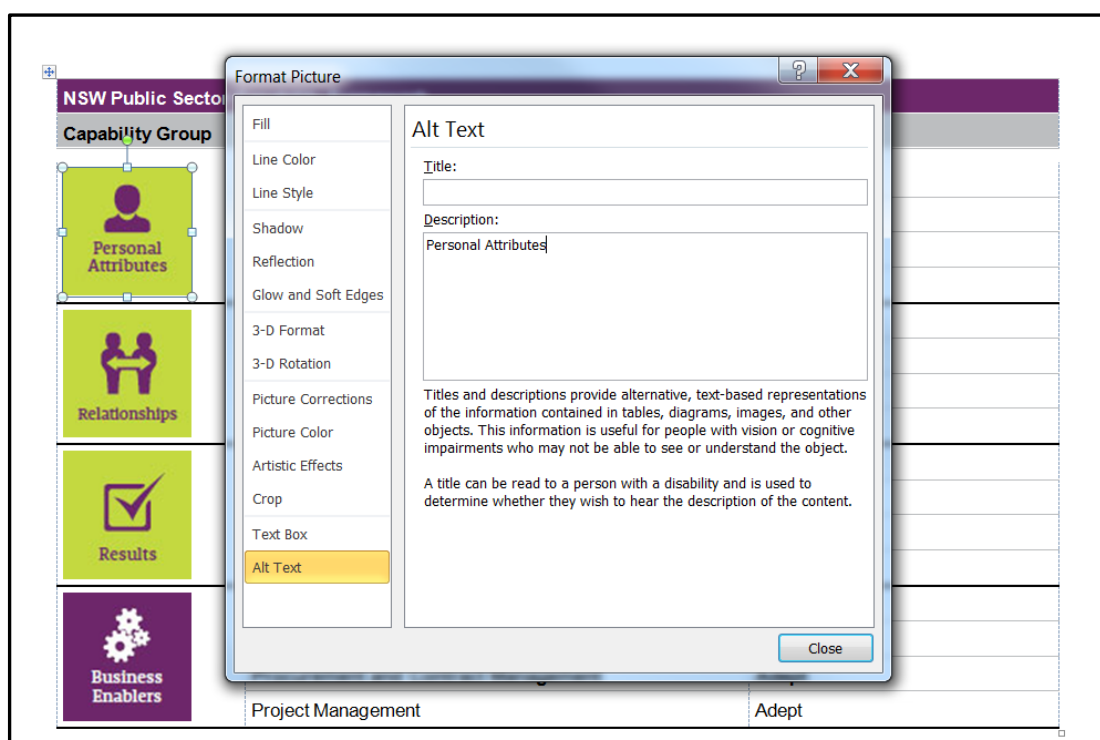 Format Picture
NSW Public Sector
Capability Group
Personal
Attributes
Relationships
Results
Business
Enablers
Fill
Line Color
Line Style
Shadow
Reflection
Glow and Soft Edges
3-D Format
3-D Rotation
Picture Corrections
Picture Color
Artistic Effects
Crop
Text Box
Alt Text
Alt Text
Title:
Description:
Personal Attributes
Titles and descriptions provide alternative, text-based representations
of the information contained in tables, diagrams, images, and other
objects. This information is useful for people with vision or cognitive
impairments who may not be able to see or understand the object.
A title can be read to a person with a disability and is used to
determine whether they wish to hear the description of the content.
Close
Procurement and Contract Management Adept
Project Management Adept